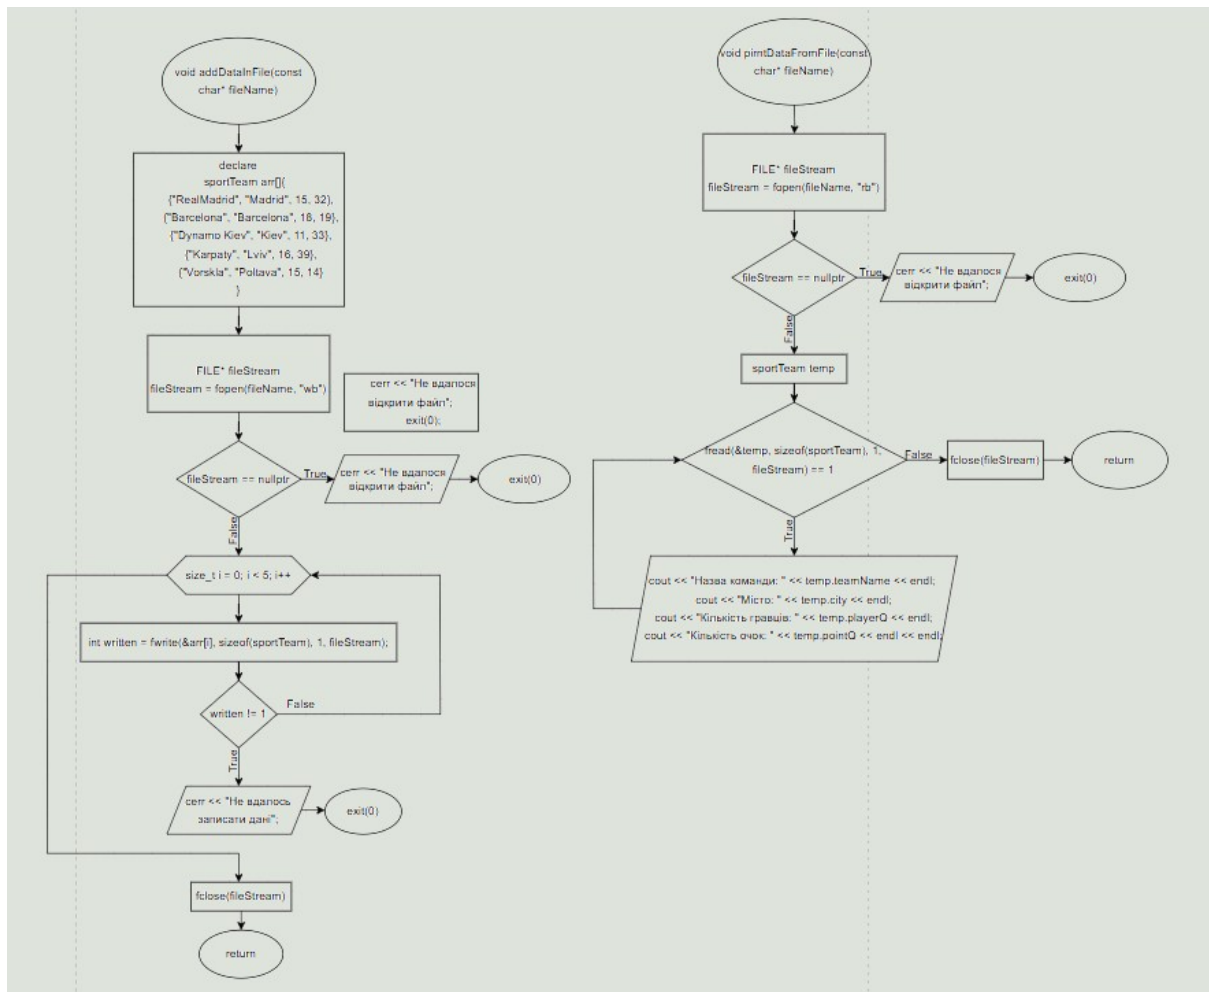 void addDataInFile(const
char* fileName)
declare
sportTeam arr[]{
{"RealMadrid", "Madrid", 15, 32},
{"Barcelona", "Barcelona", 18, 19},
{"Dynamo Kiev", "Kiev", 11, 33},
{"Karpaty", "Lviv", 16, 39},
{"Vorskla", "Poltava", 15, 14}
}
FILE* fileStream
fileStream = fopen(fileName, "wb")
cerr << "Не вдалося
відкрити файл";
exit(0);
fileStream == nullptr
True
cerr << "Не вдалося
відкрити файл";
exit(0)
False
size_t i = 0; i < 5; i++
int written = fwrite(&arr[i], sizeof(sportTeam), 1, fileStream);
written != 1
False
True
cerr << "Не вдалось
записати дані";
exit(0)
fclose(fileStream)
return
void pirntDataFromFile(const
char* fileName)
FILE* fileStream
fileStream = fopen(fileName, "rb")
fileStream == nullptr
True
cerr << "Не вдалося
відкрити файл";
exit(0)
False
sportTeam temp
fread(&temp, sizeof(sportTeam), 1,
fileStream) == 1
False
fclose(fileStream)
return
True
cout << "Назва команди: " << temp.teamName << endl;
cout << "Місто: " << temp.city << endl;
cout << "Кількість гравців: " << temp.playerQ << endl;
cout << "Кількість очок: " << temp.pointQ << endl << endl;